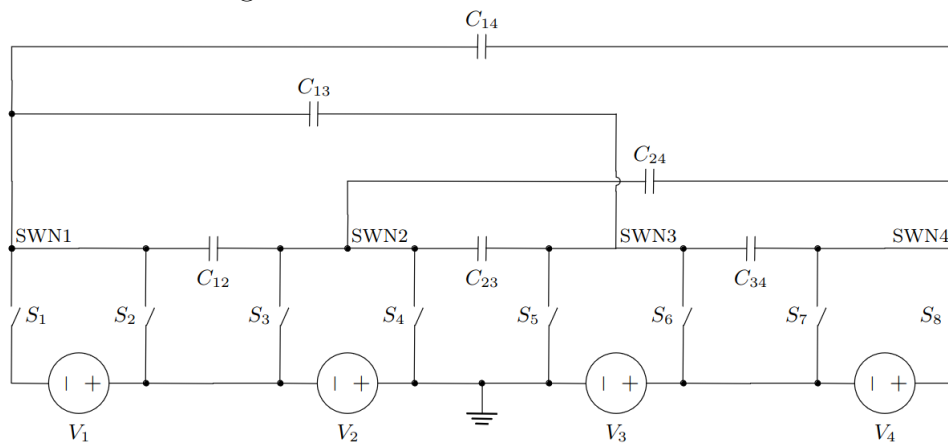 C14
C13
C24
SWN1 SWN2 SWN3 SWN4
C12 C23 C34
S1 S2 S3 S4 S5 S6 S7 S8
− + − + − + − +
V1 V2 V3 V4